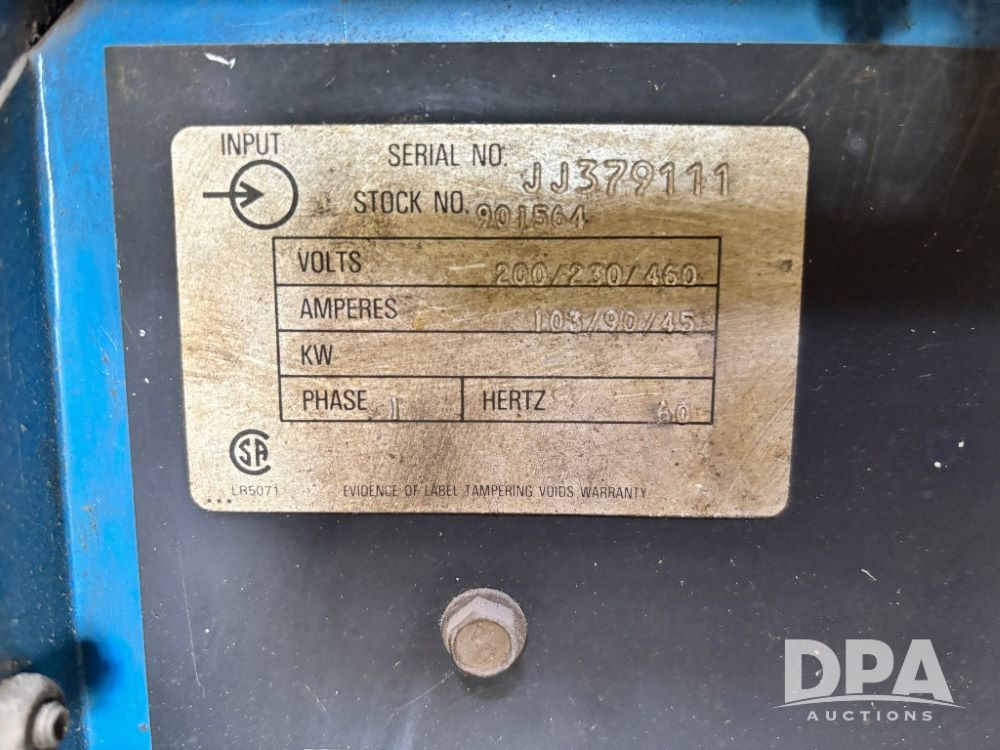 INPUT
SERIAL NO. JJ379111
STOCK NO. 901564
VOLTS 200/230/460
AMPERES 103/90/45
KW
PHASE 1 HERTZ 60
SA
LR5071
EVIDENCE OF LABEL TAMPERING VOIDS WARRANTY
DPA
AUCTIONS